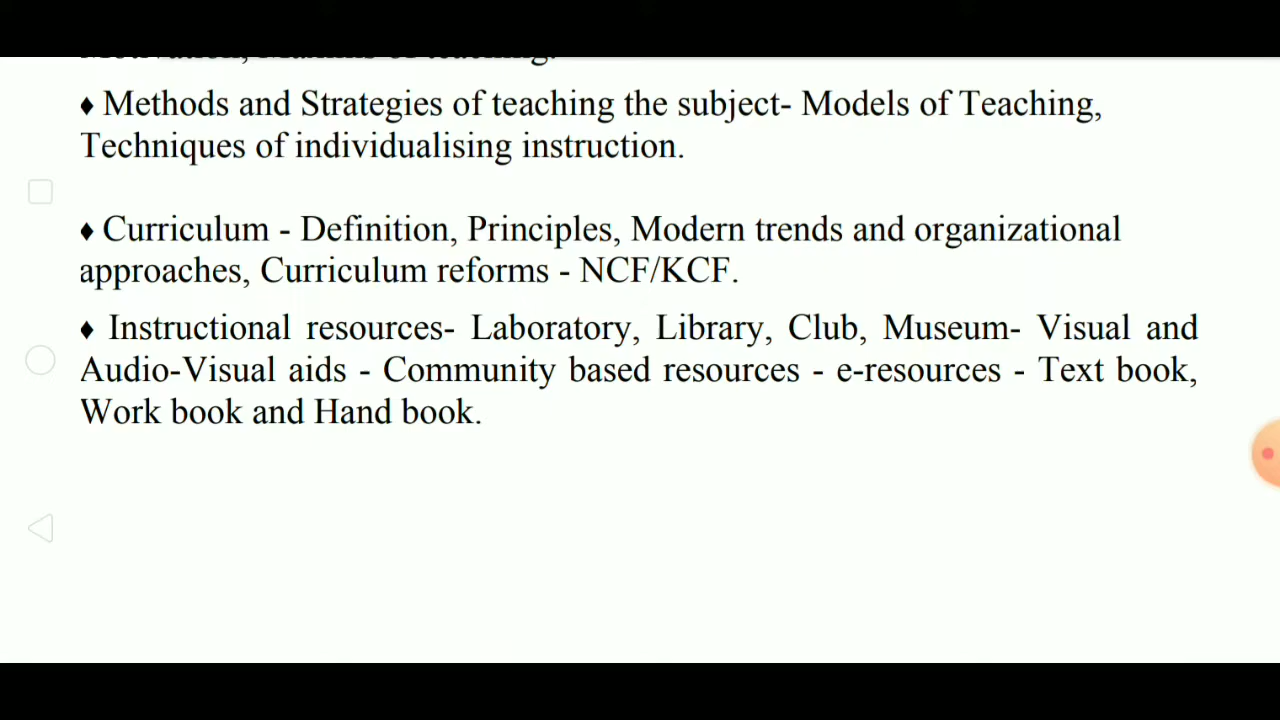 ♦ Methods and Strategies of teaching the subject- Models of Teaching,
Techniques of individualising instruction.
♦ Curriculum - Definition, Principles, Modern trends and organizational
approaches, Curriculum reforms - NCF/KCF.
♦ Instructional resources- Laboratory, Library, Club, Museum- Visual and
Audio-Visual aids - Community based resources - e-resources - Text book,
Work book and Hand book.